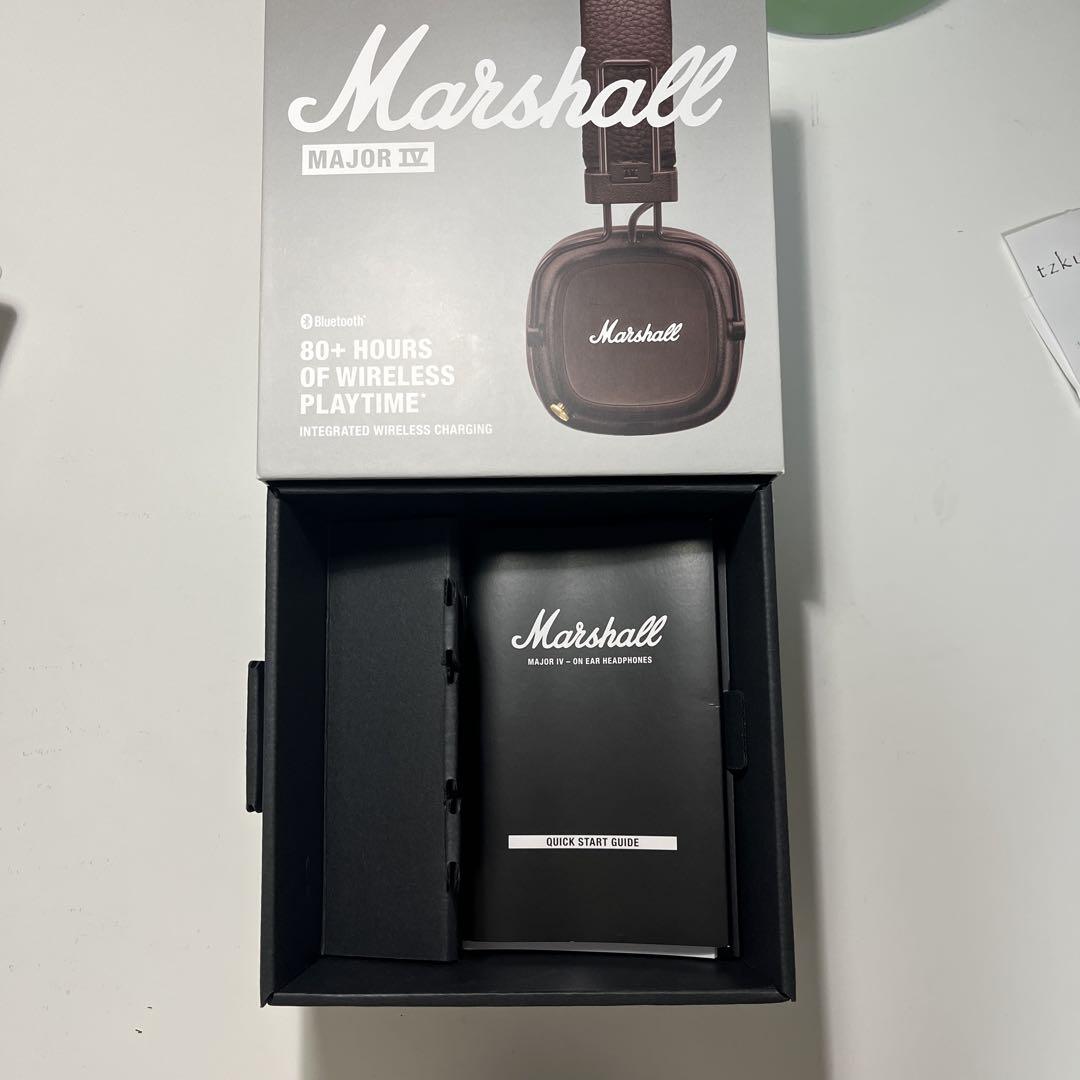 Marshall
MAJOR IV
IV
Marshall
Bluetooth®
80+ HOURS
OF WIRELESS
PLAYTIME*
INTEGRATED WIRELESS CHARGING
Marshall
MAJOR IV – ON EAR HEADPHONES
QUICK START GUIDE